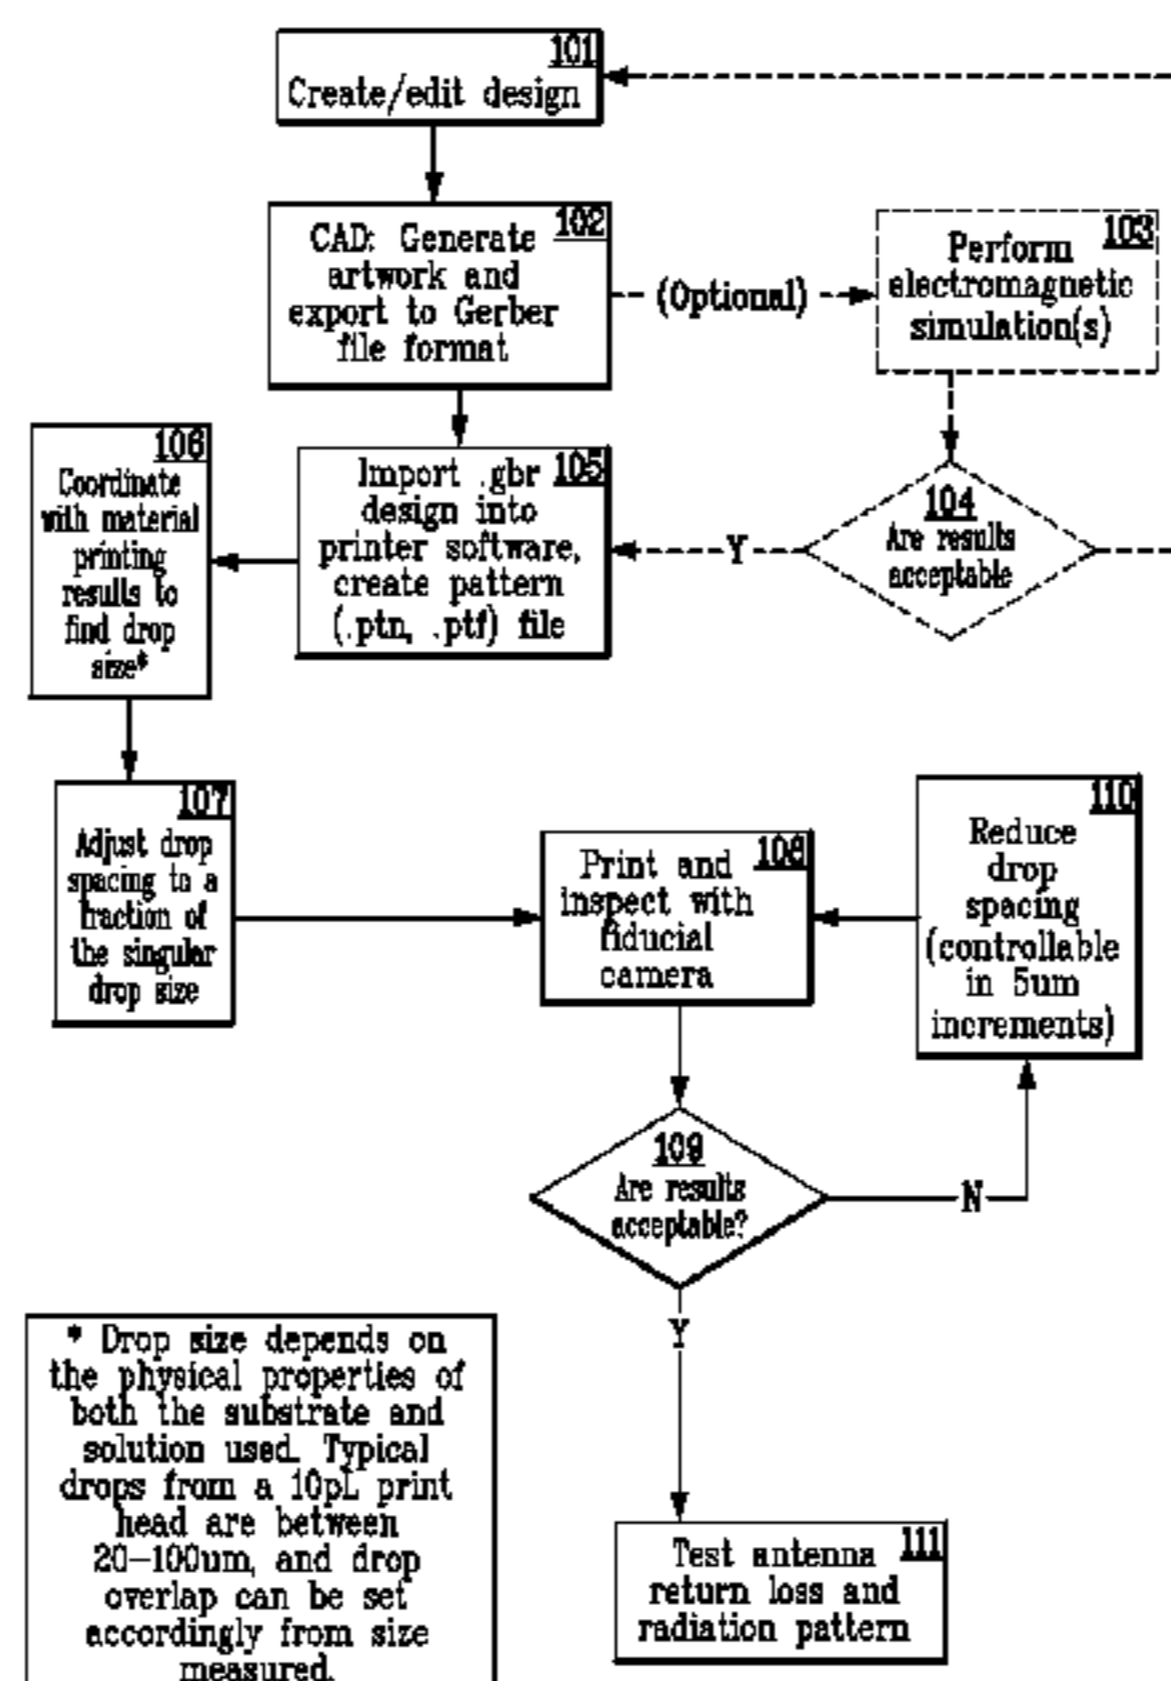 101
Create/edit design
102
CAD: Generate
artwork and
export to Gerber
file format
(Optional)
103
Perform
electromagnetic
simulation(s)
104
Are results
acceptable
Y
105
Import .gbr
design into
printer software,
create pattern
(.ptn, .ptf) file
106
Coordinate
with material
printing
results to
find drop
size*
107
Adjust drop
spacing to a
fraction of
the singular
drop size
108
Print and
inspect with
fiducial
camera
110
Reduce
drop
spacing
(controllable
in 5um
increments)
109
Are results
acceptable?
N
Y
111
Test antenna
return loss and
radiation pattern
* Drop size depends on
the physical properties of
both the substrate and
solution used. Typical
drops from a 10pL print
head are between
20-100um, and drop
overlap can be set
accordingly from size
measured.